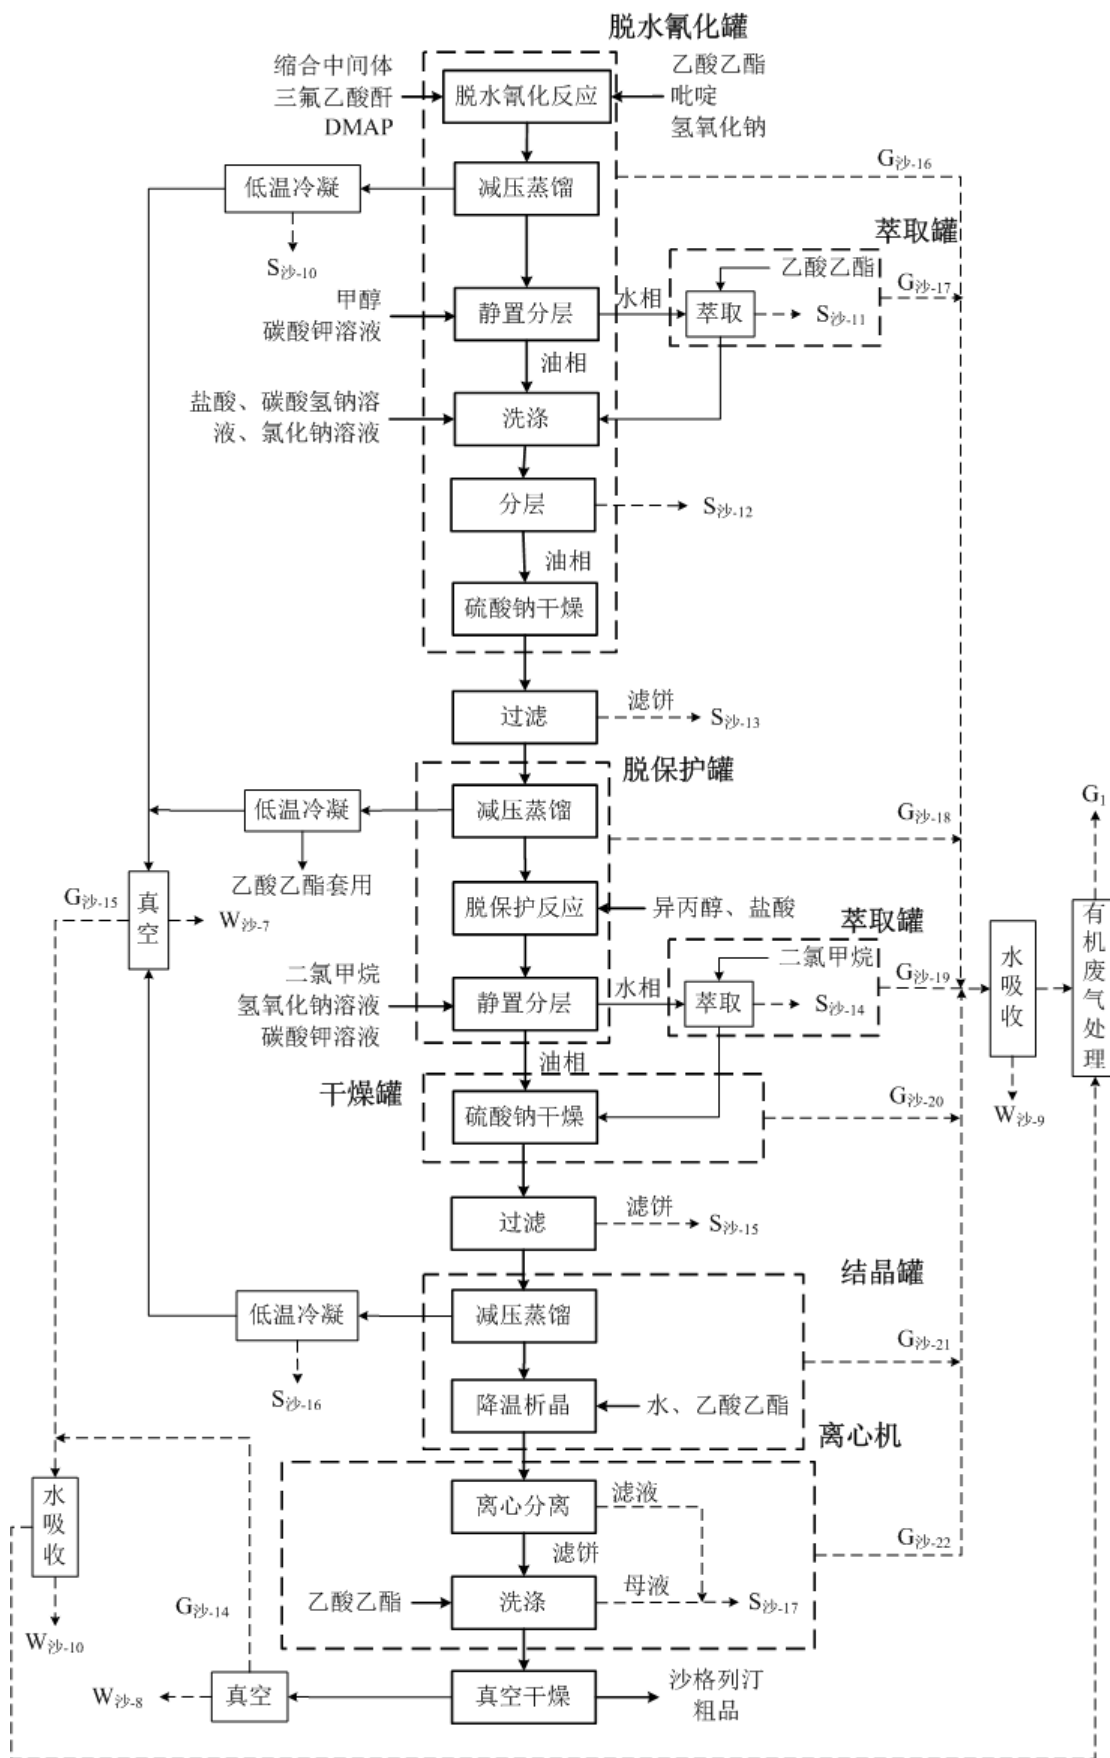 脱水氰化罐
缩合中间体
三氟乙酸酐
DMAP
脱水氰化反应
乙酸乙酯
吡啶
氢氧化钠
G沙-16
低温冷凝
减压蒸馏
S沙-10
萃取罐
乙酸乙酯
G沙-17
甲醇
碳酸钾溶液
静置分层
水相
萃取
S沙-11
油相
盐酸、碳酸氢钠溶
液、氯化钠溶液
洗涤
分层
S沙-12
油相
硫酸钠干燥
过滤
滤饼
S沙-13
脱保护罐
低温冷凝
减压蒸馏
G沙-18
G1
乙酸乙酯套用
G沙-15
真空
W沙-7
脱保护反应
异丙醇、盐酸
萃取罐
二氯甲烷
G沙-19
水吸收
有机废气处理
二氯甲烷
氢氧化钠溶液
碳酸钾溶液
静置分层
水相
萃取
S沙-14
油相
干燥罐
硫酸钠干燥
G沙-20
W沙-9
过滤
滤饼
S沙-15
结晶罐
低温冷凝
减压蒸馏
G沙-21
S沙-16
降温析晶
水、乙酸乙酯
离心机
水吸收
离心分离
滤液
G沙-22
滤饼
乙酸乙酯
洗涤
母液
S沙-17
G沙-14
W沙-10
W沙-8
真空
真空干燥
沙格列汀
粗品